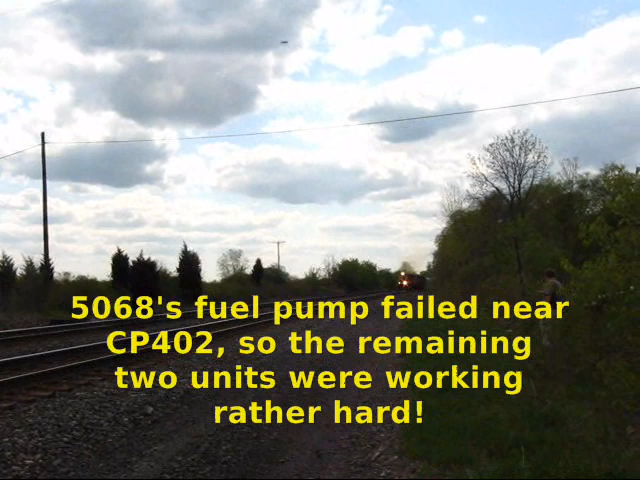 5068's fuel pump failed near
CP402, so the remaining
two units were working
rather hard!